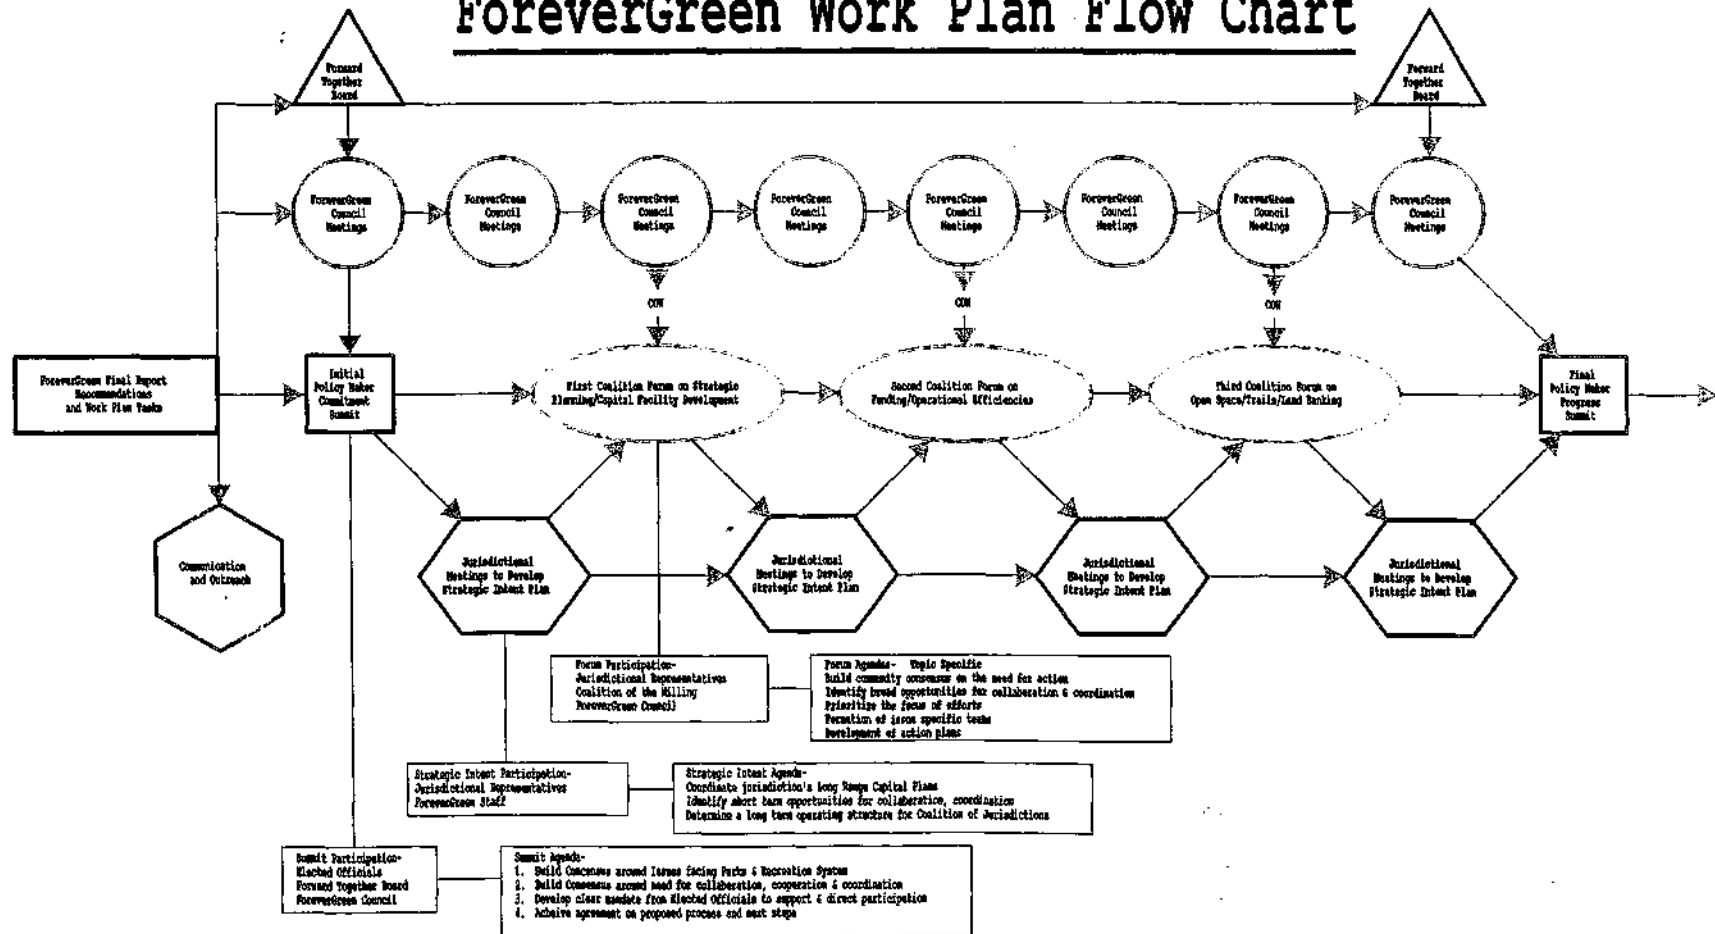 ForeverGreen Work Plan Flow Chart
Forward
Together
Board
Forward
Together
Board
ForeverGreen
Council
Meetings
ForeverGreen
Council
Meetings
ForeverGreen
Council
Meetings
ForeverGreen
Council
Meetings
ForeverGreen
Council
Meetings
ForeverGreen
Council
Meetings
ForeverGreen
Council
Meetings
ForeverGreen
Council
Meetings
COW
COW
COW
ForeverGreen Final Report
Recommendations
and Work Plan Tasks
Initial
Policy Maker
Commitment
Summit
First Coalition Forum on Strategic
Planning/Capital Facility Development
Second Coalition Forum on
Funding/Operational Efficiencies
Third Coalition Forum on
Open Space/Trails/Land Banking
Final
Policy Maker
Progress
Summit
Communication
and Outreach
Jurisdictional
Meetings to Develop
Strategic Intent Plan
Jurisdictional
Meetings to Develop
Strategic Intent Plan
Jurisdictional
Meetings to Develop
Strategic Intent Plan
Jurisdictional
Meetings to Develop
Strategic Intent Plan
Forum Participation-
Jurisdictional Representatives
Coalition of the Willing
ForeverGreen Council
Forum Agendas- Topic Specific
Build community consensus on the need for action
Identify broad opportunities for collaboration & coordination
Prioritize the focus of efforts
Formation of issue specific teams
Development of action plans
Strategic Intent Participation-
Jurisdictional Representatives
ForeverGreen Staff
Strategic Intent Agenda-
Coordinate jurisdiction's Long Range Capital Plans
Identify short term opportunities for collaboration, coordination
Determine a long term operating structure for Coalition of Jurisdictions
Summit Participation-
Elected Officials
Forward Together Board
ForeverGreen Council
Summit Agenda-
1. Build Consensus around Issues facing Parks & Recreation System
2. Build Consensus around need for collaboration, cooperation & coordination
3. Develop clear mandate from Elected Officials to support & direct participation
4. Acheive agreement on proposed process and next steps